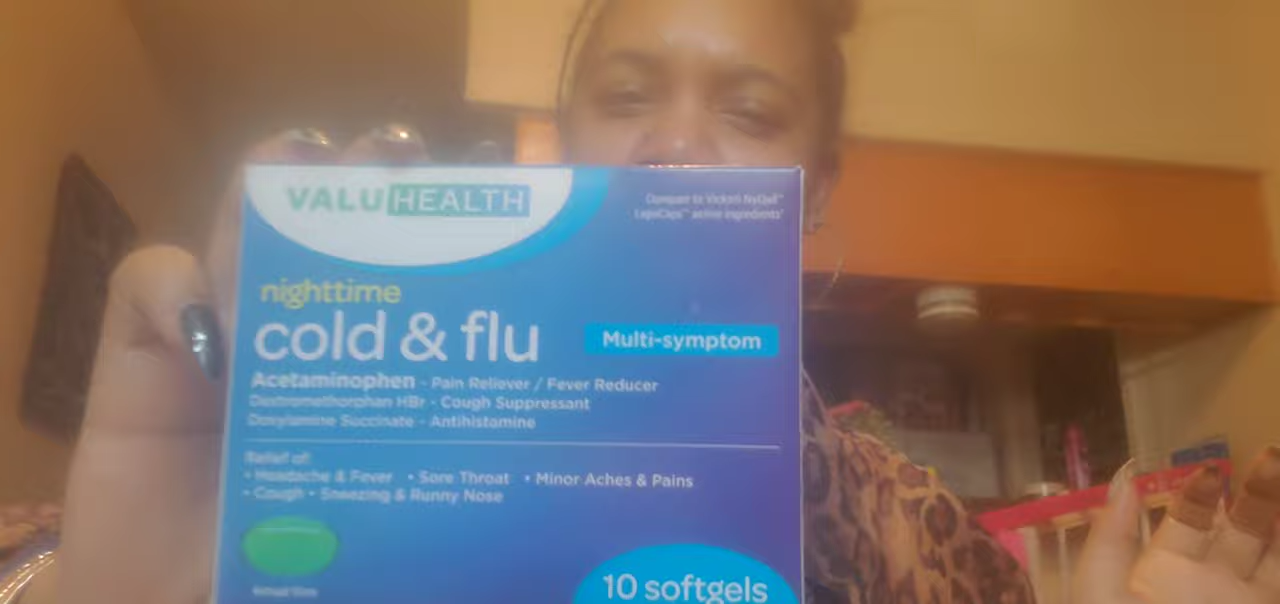 VALUHEALTH
Compare to Vicks® NyQuil™
LiquiCaps™ active ingredients*
nighttime
cold & flu
Multi-symptom
Acetaminophen - Pain Reliever / Fever Reducer
Dextromethorphan HBr - Cough Suppressant
Doxylamine Succinate - Antihistamine
Relief of:
• Headache & Fever • Sore Throat • Minor Aches & Pains
• Cough • Sneezing & Runny Nose
10 softgels